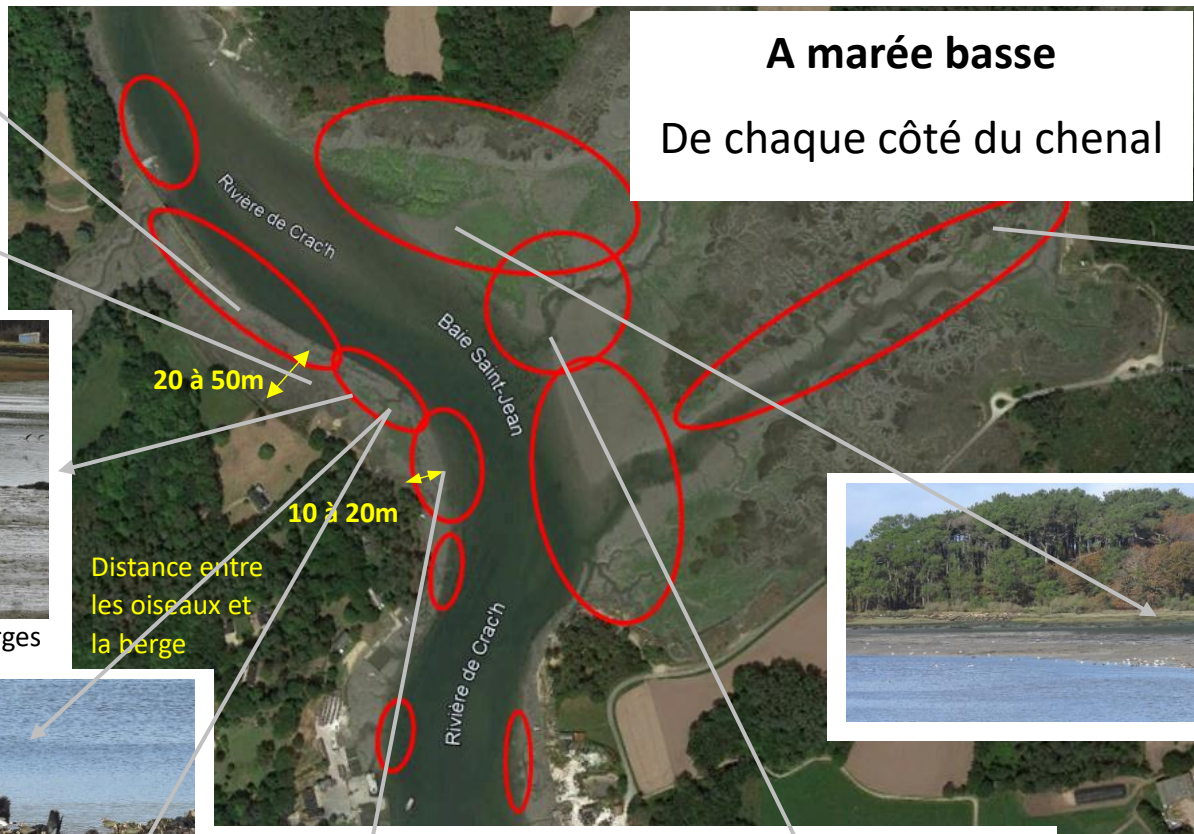 A marée basse
De chaque côté du chenal
Rivière de Crac'h
Baie Saint-Jean
20 à 50m
10 à 20m
Distance entre
les oiseaux et
la berge
Rivière de Crac'h